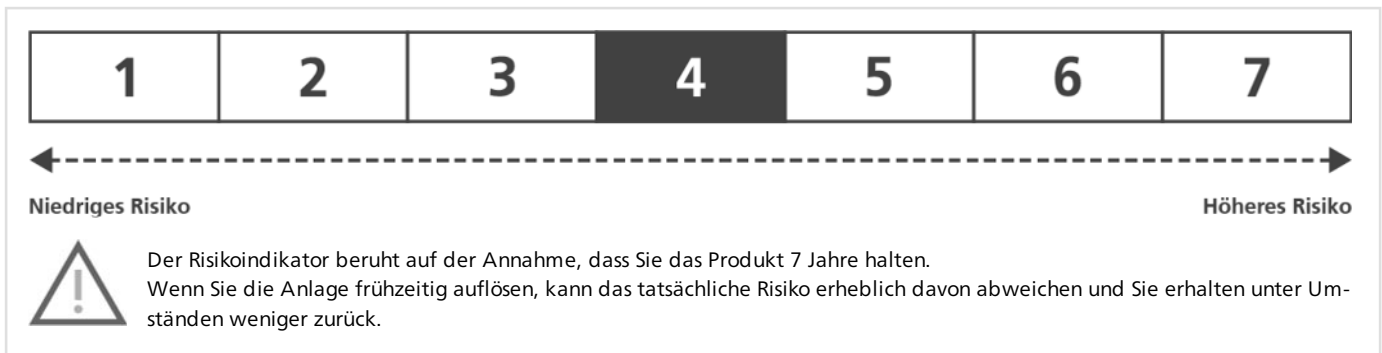 1 2 3 4 5 6 7
Niedriges Risiko Höheres Risiko
Der Risikoindikator beruht auf der Annahme, dass Sie das Produkt 7 Jahre halten.
Wenn Sie die Anlage frühzeitig auflösen, kann das tatsächliche Risiko erheblich davon abweichen und Sie erhalten unter Um-
ständen weniger zurück.